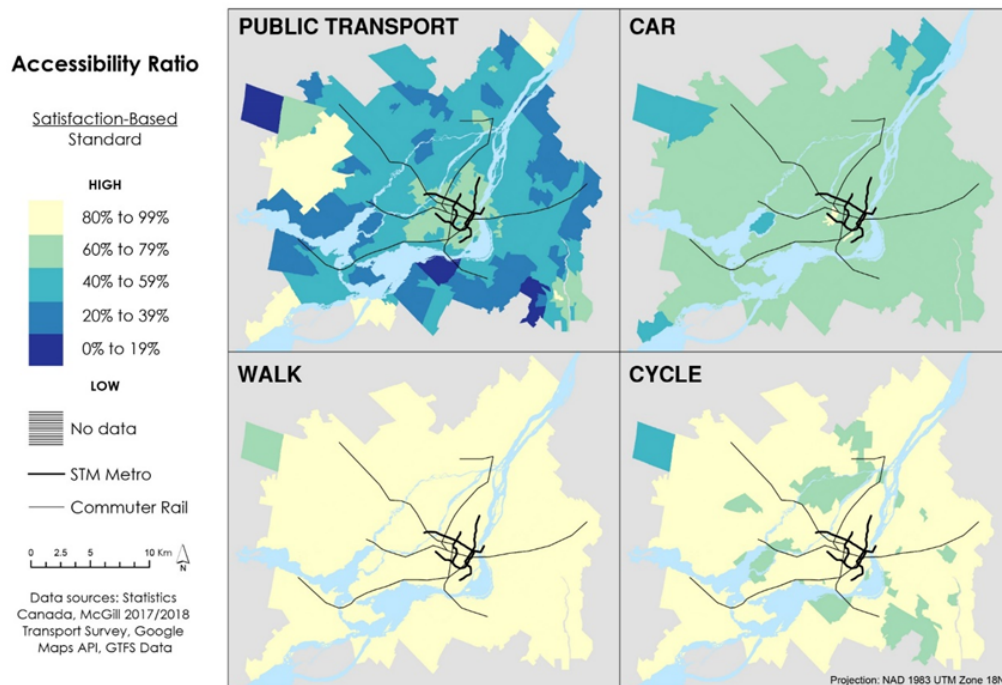 Accessibility Ratio
Satisfaction-Based
Standard
HIGH
80% to 99%
60% to 79%
40% to 59%
20% to 39%
0% to 19%
LOW
No data
STM Metro
Commuter Rail
0 2.5 5 10 Km
N
Data sources: Statistics
Canada, McGill 2017/2018
Transport Survey, Google
Maps API, GTFS Data
PUBLIC TRANSPORT
CAR
WALK
CYCLE
Projection: NAD 1983 UTM Zone 18N